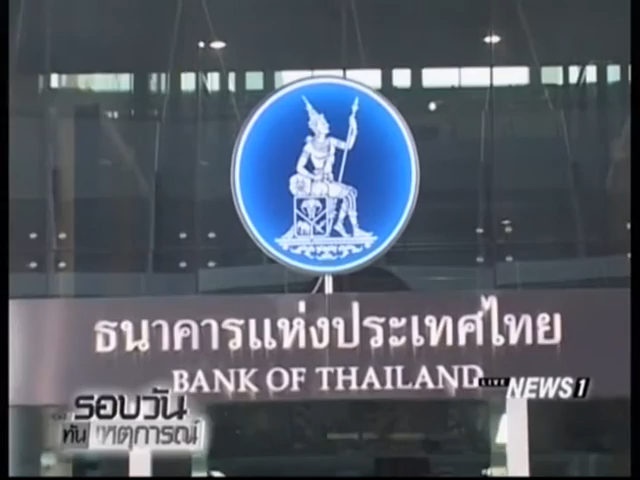 ธนาคารแห่งประเทศไทย
BANK OF THAILAND
LIVE NEWS1
รอบวัน
ทัน เหตุการณ์